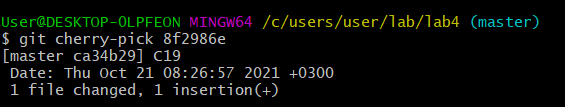 User@DESKTOP-OLPFEON MINGW64 /c/users/user/lab/lab4 (master)
$ git cherry-pick 8f2986e
[master ca34b29] C19
 Date: Thu Oct 21 08:26:57 2021 +0300
 1 file changed, 1 insertion(+)